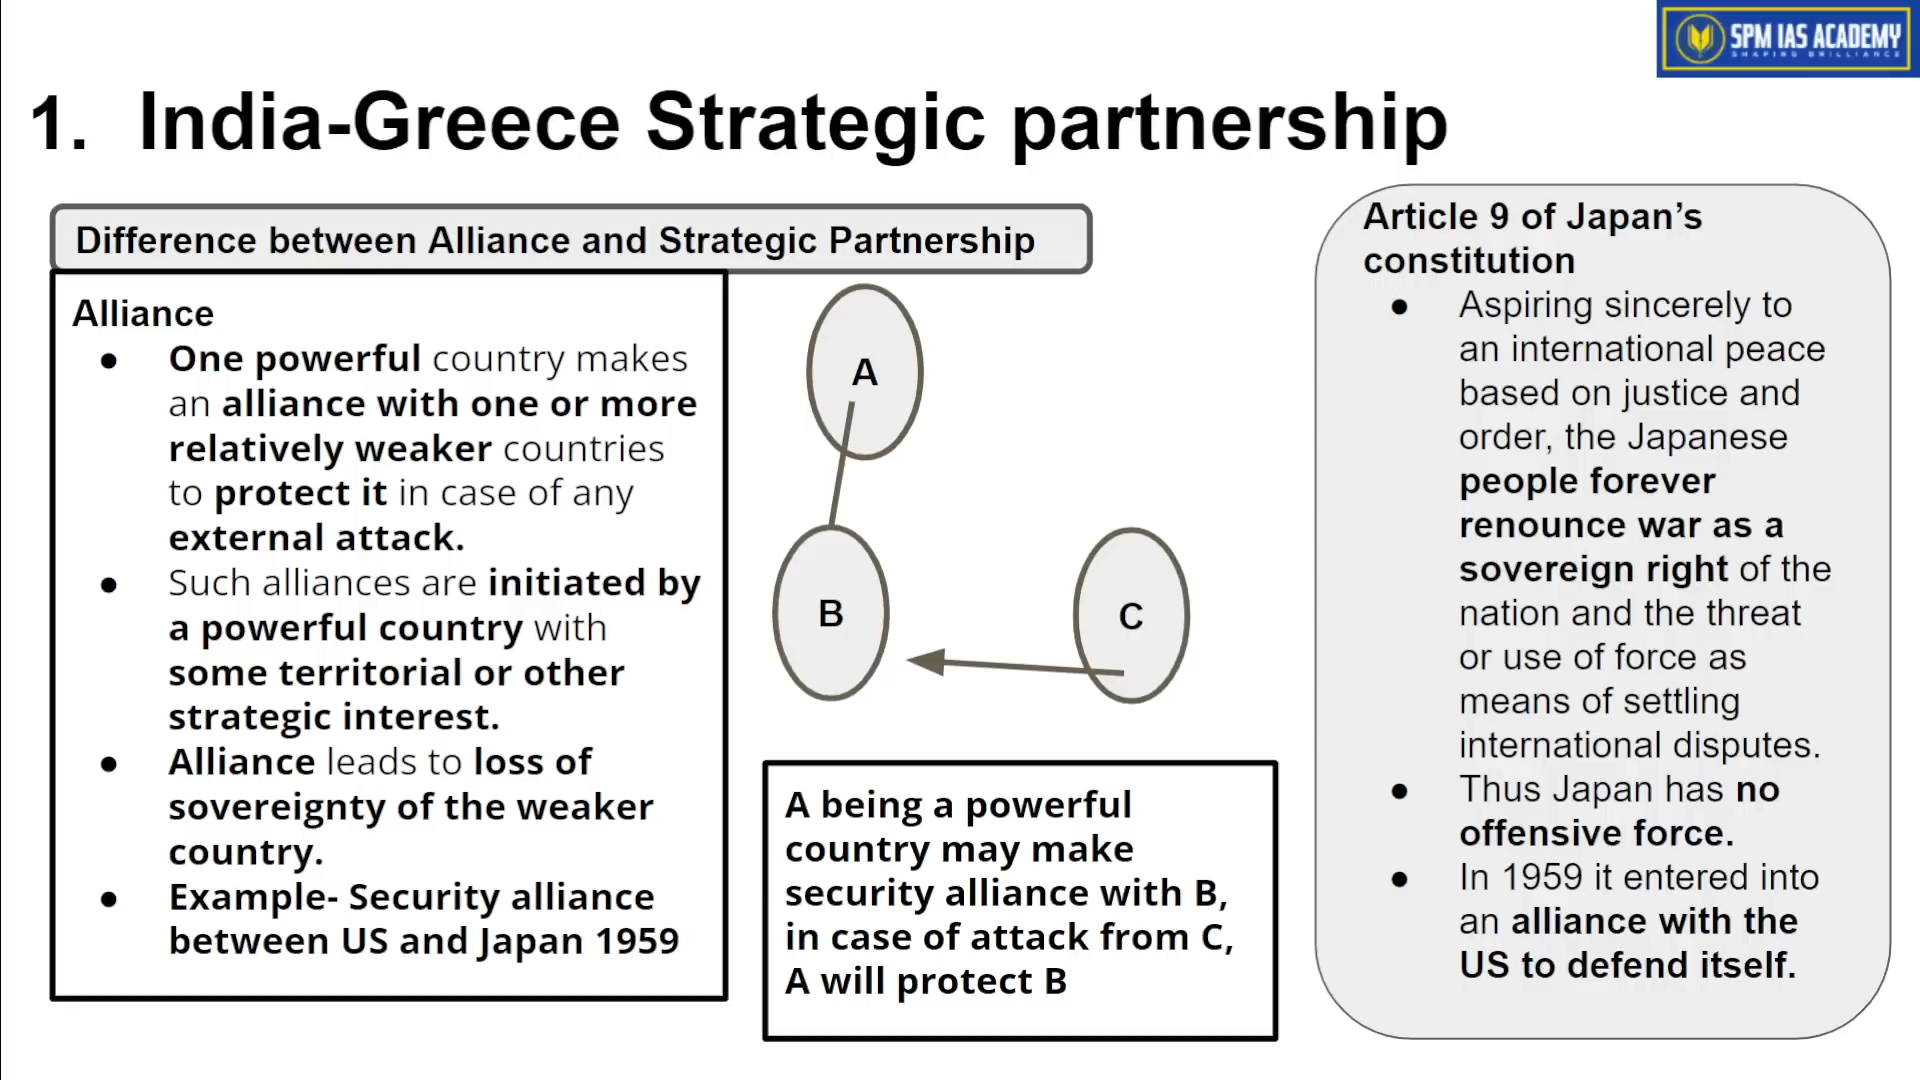 SPM IAS ACADEMY
SHAPING BRILLIANCE
1. India-Greece Strategic partnership
Difference between Alliance and Strategic Partnership
Alliance
● One powerful country makes
an alliance with one or more
relatively weaker countries
to protect it in case of any
external attack.
● Such alliances are initiated by
a powerful country with
some territorial or other
strategic interest.
● Alliance leads to loss of
sovereignty of the weaker
country.
● Example- Security alliance
between US and Japan 1959
A
B
C
A being a powerful
country may make
security alliance with B,
in case of attack from C,
A will protect B
Article 9 of Japan’s
constitution
● Aspiring sincerely to
an international peace
based on justice and
order, the Japanese
people forever
renounce war as a
sovereign right of the
nation and the threat
or use of force as
means of settling
international disputes.
● Thus Japan has no
offensive force.
● In 1959 it entered into
an alliance with the
US to defend itself.